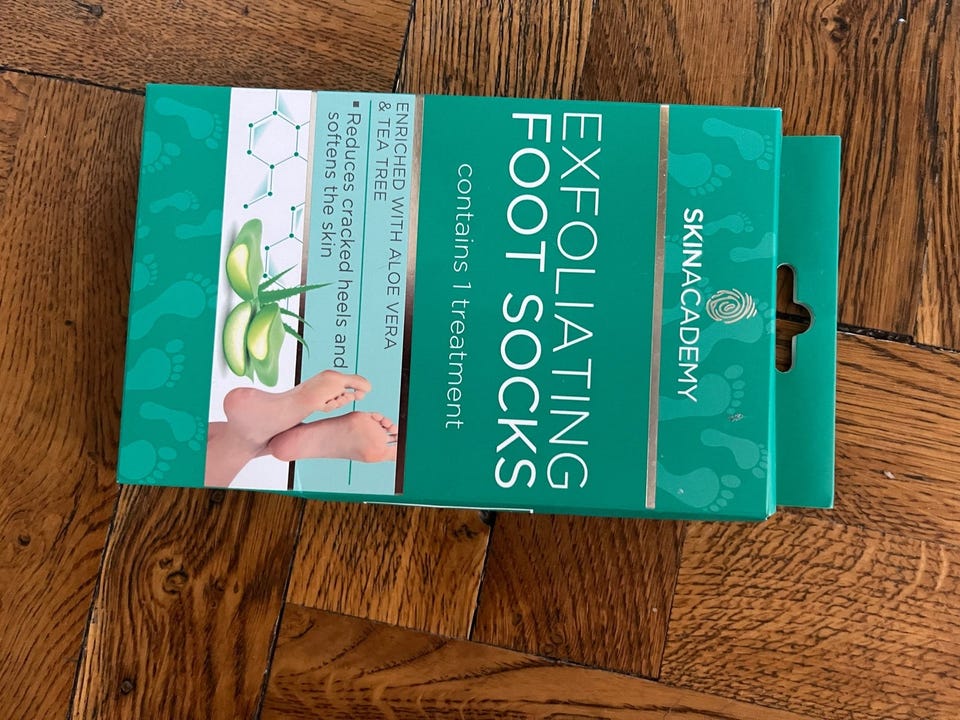 SKINACADEMY
EXFOLIATING
FOOT SOCKS
contains 1 treatment
ENRICHED WITH ALOE VERA
& TEA TREE
▪ Reduces cracked heels and
softens the skin